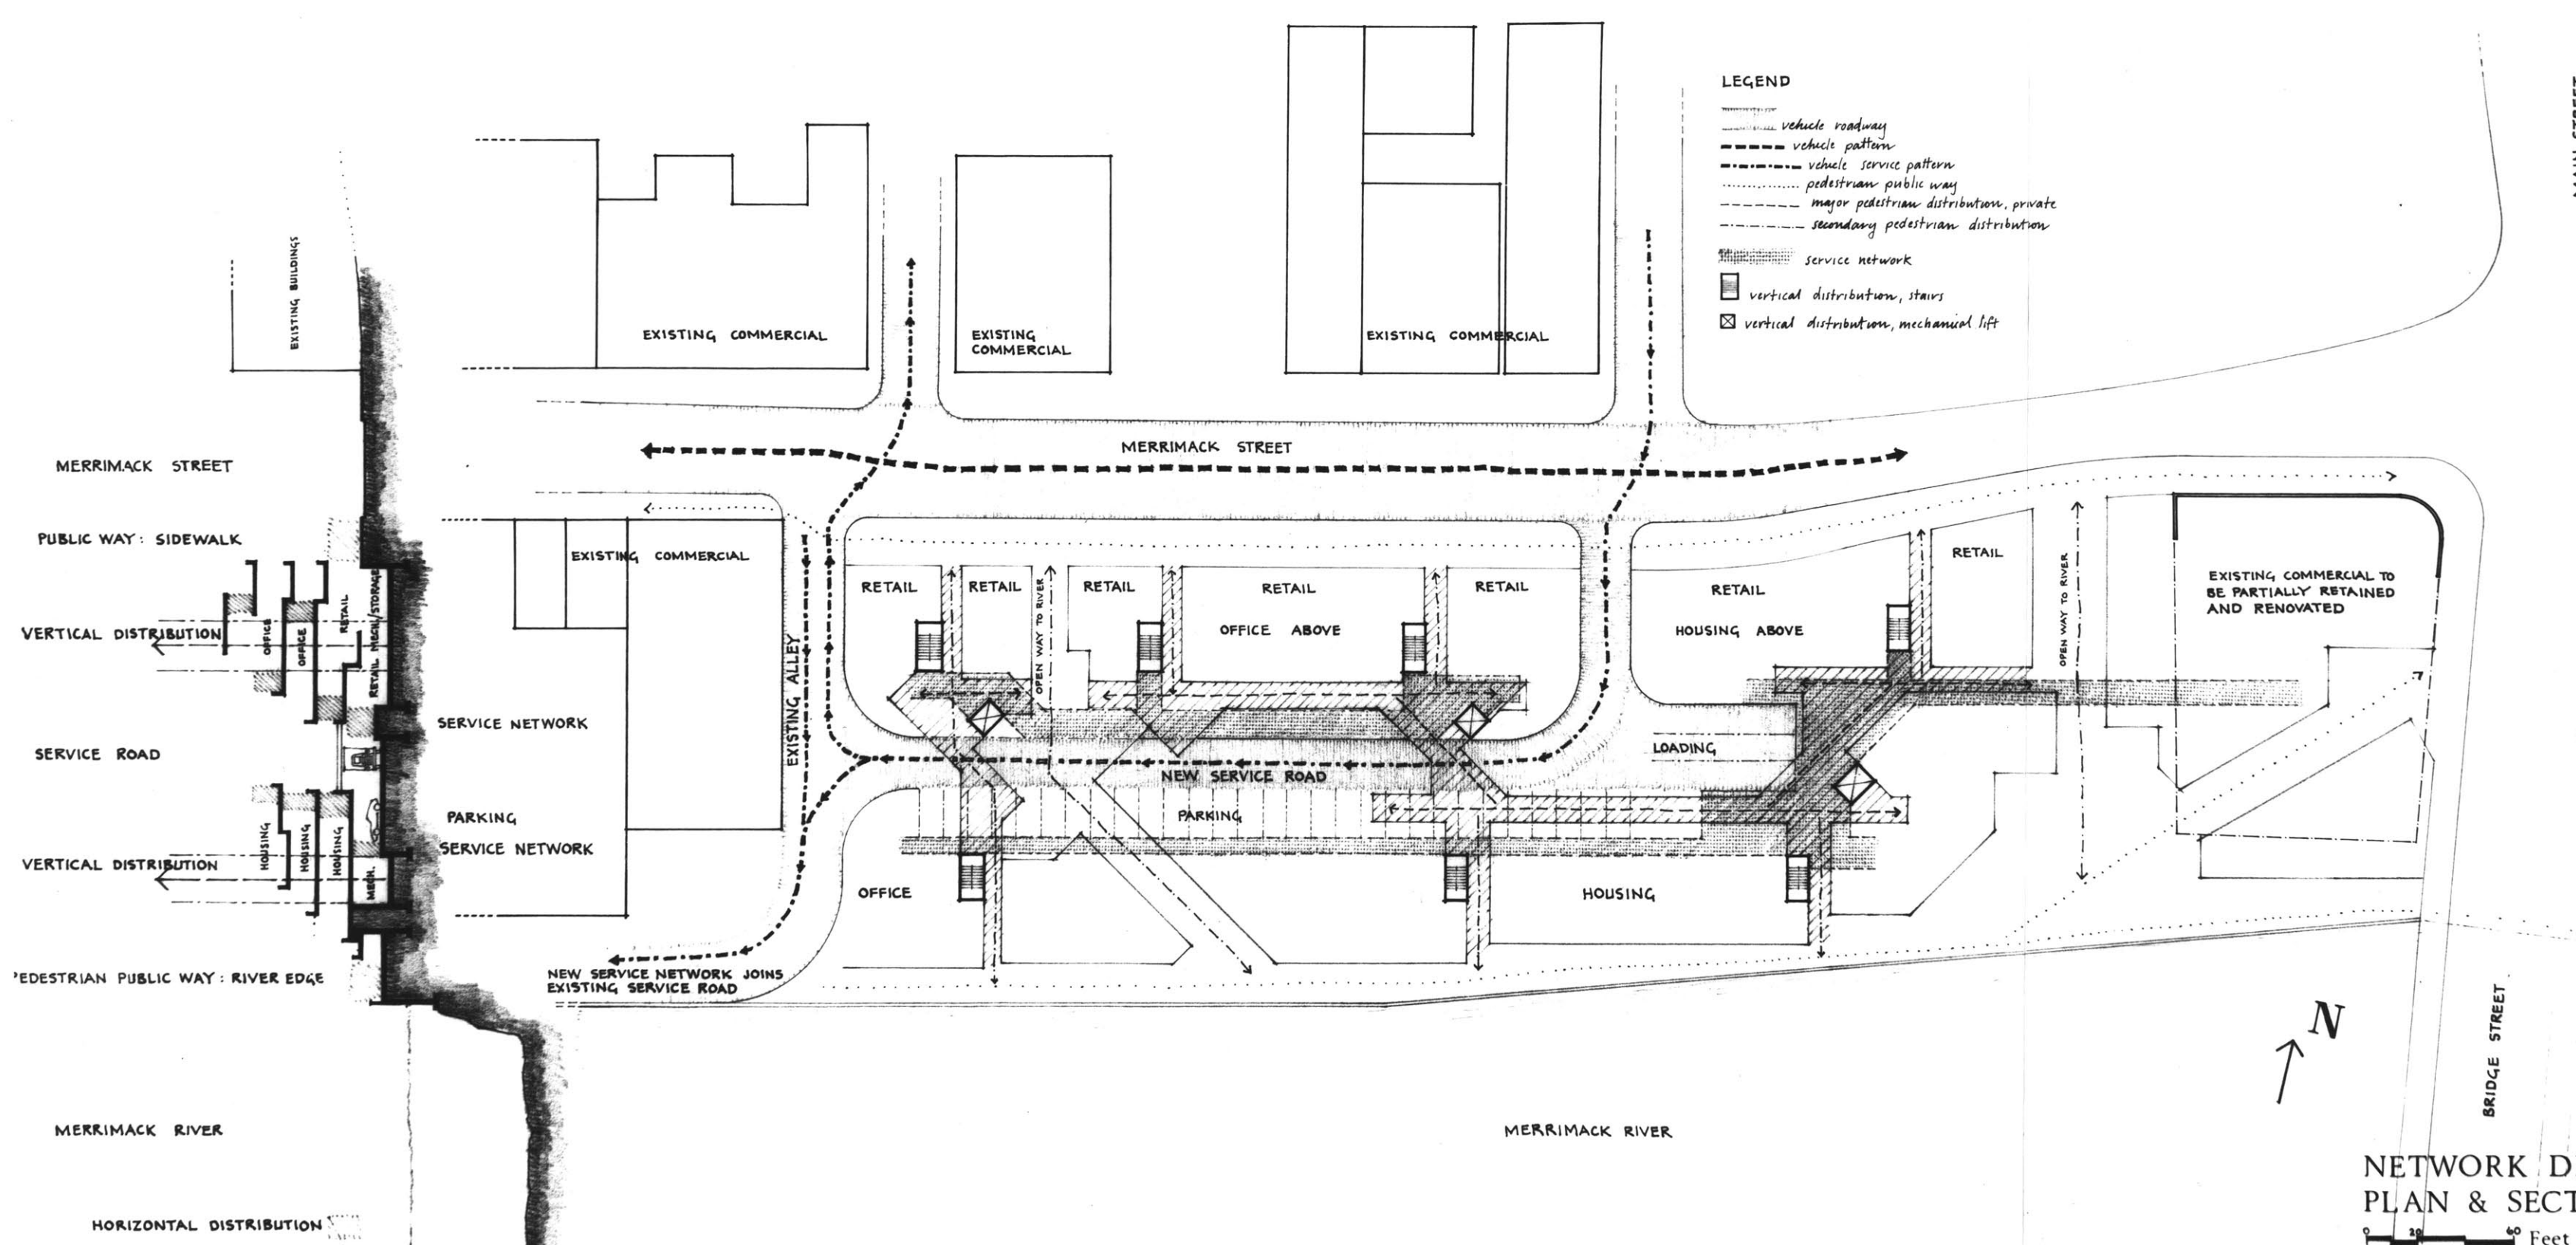 LEGEND
vehicle roadway
vehicle pattern
vehicle service pattern
pedestrian public way
major pedestrian distribution, private
secondary pedestrian distribution
service network
vertical distribution, stairs
vertical distribution, mechanical lift
EXISTING BUILDINGS
EXISTING COMMERCIAL
EXISTING
COMMERCIAL
EXISTING COMMERCIAL
MERRIMACK STREET
MERRIMACK STREET
PUBLIC WAY: SIDEWALK
VERTICAL DISTRIBUTION
OFFICE
OFFICE
RETAIL
RETAIL MECH./STORAGE
SERVICE NETWORK
SERVICE ROAD
PARKING
SERVICE NETWORK
HOUSING
HOUSING
HOUSING
MECH.
VERTICAL DISTRIBUTION
'EDESTRIAN PUBLIC WAY: RIVER EDGE
MERRIMACK RIVER
HORIZONTAL DISTRIBUTION
EXISTING COMMERCIAL
EXISTING ALLEY
RETAIL
RETAIL
OPEN WAY TO RIVER
RETAIL
RETAIL
OFFICE ABOVE
RETAIL
RETAIL
HOUSING ABOVE
RETAIL
OPEN WAY TO RIVER
EXISTING COMMERCIAL TO
BE PARTIALLY RETAINED
AND RENOVATED
LOADING
NEW SERVICE ROAD
PARKING
OFFICE
HOUSING
NEW SERVICE NETWORK JOINS
EXISTING SERVICE ROAD
MERRIMACK RIVER
N
BRIDGE STREET
NETWORK D
PLAN & SECT
0 20 60 Feet